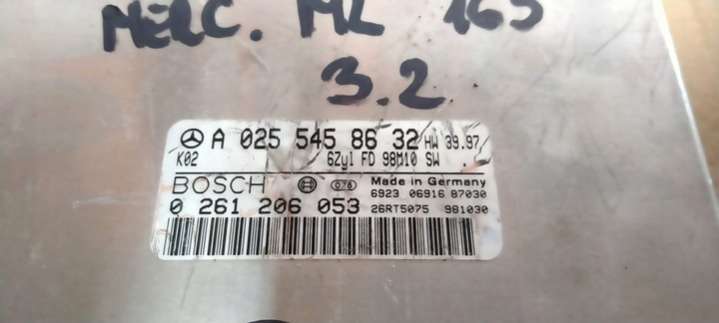 MERC. ML 163
3.2
A 025 545 86 32 HW 39.97
K02 6Zyl FD 98M10 SW
BOSCH Made in Germany
6923 06916 87030
0 261 206 053 26RT5075 981030